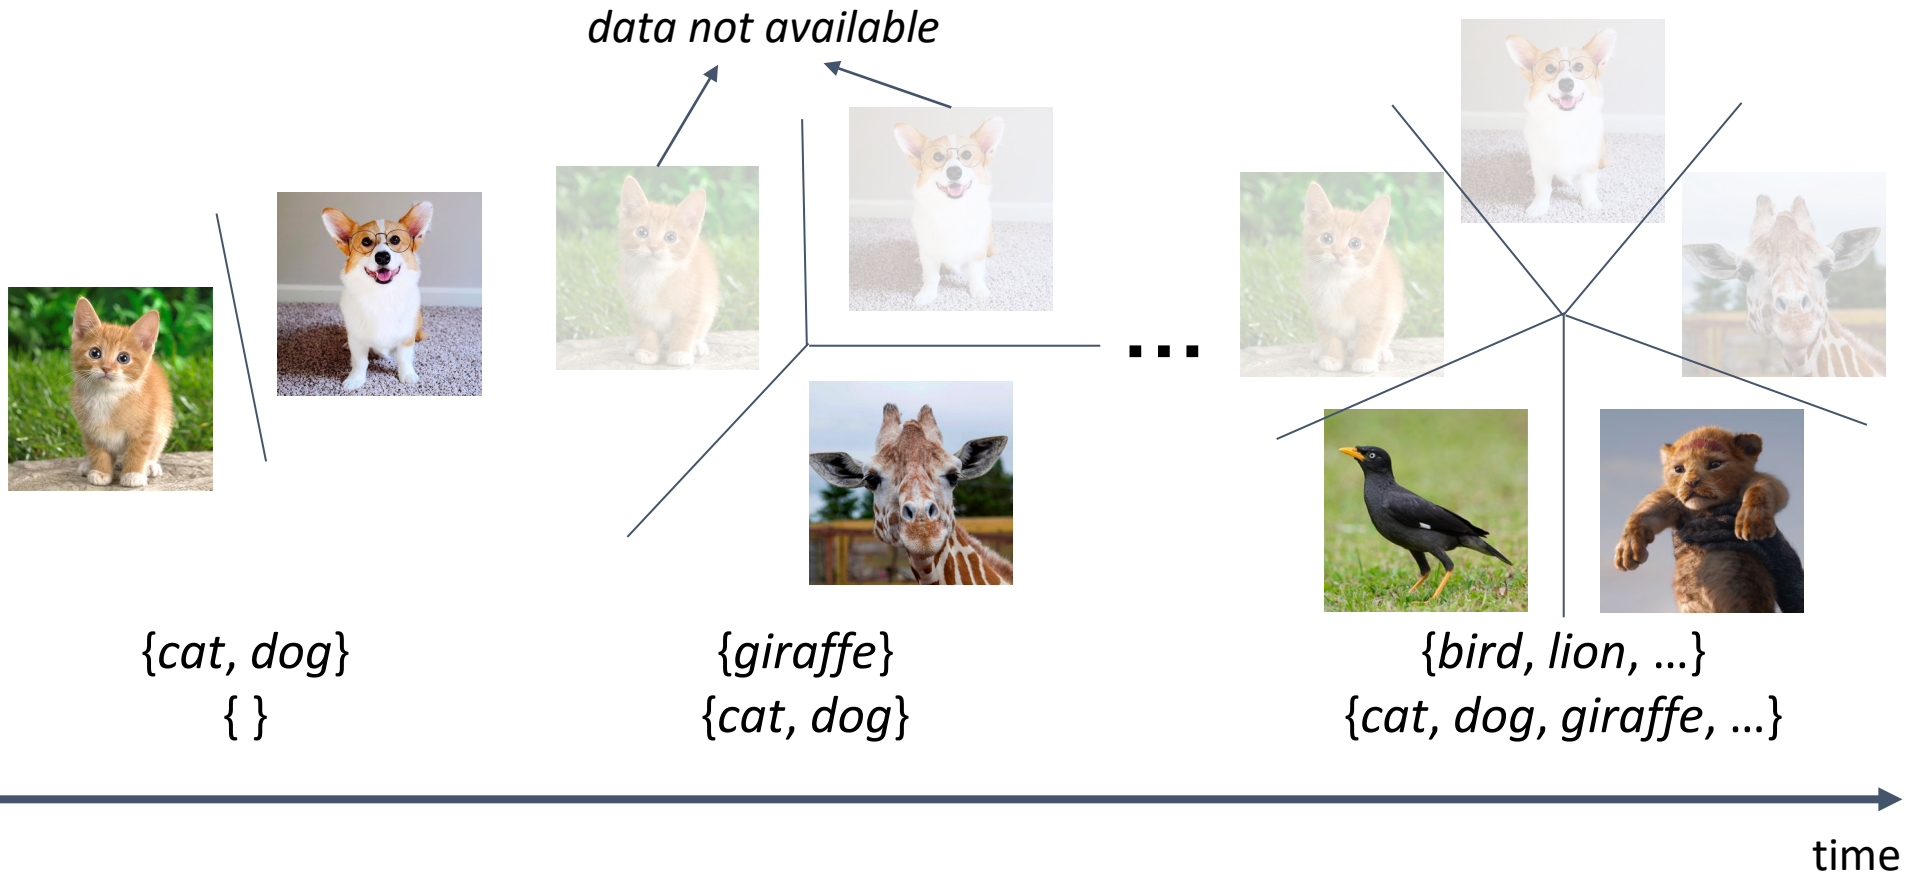 data not available
...
{cat, dog}
{ }
{giraffe}
{cat, dog}
{bird, lion, ...}
{cat, dog, giraffe, ...}
time